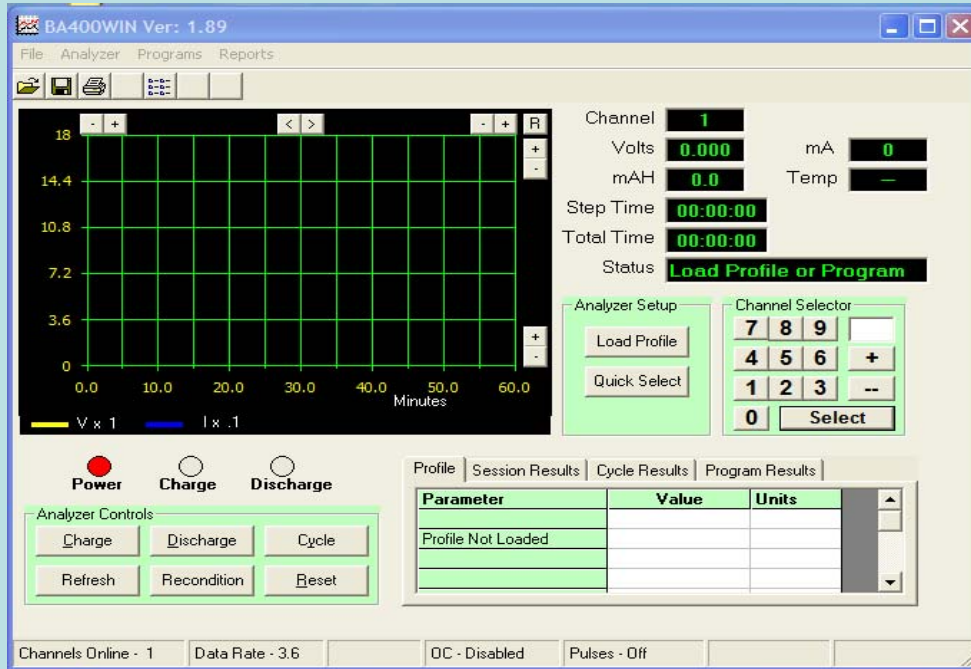 BA400WIN Ver: 1.89
File Analyzer Programs Reports
- + < > - + R
+
-
18
14.4
10.8
7.2
3.6
0
+
-
0.0 10.0 20.0 30.0 40.0 50.0 60.0
Minutes
V x 1 I x .1
Channel 1
Volts 0.000 mA 0
mAH 0.0 Temp ---
Step Time 00:00:00
Total Time 00:00:00
Status Load Profile or Program
Analyzer Setup
Load Profile
Quick Select
Channel Selector
7 8 9
4 5 6 +
1 2 3 --
0 Select
Power Charge Discharge
Analyzer Controls
Charge Discharge Cycle
Refresh Recondition Reset
Profile Session Results Cycle Results Program Results
Parameter Value Units
Profile Not Loaded
Channels Online - 1 Data Rate - 3.6 OC - Disabled Pulses - Off